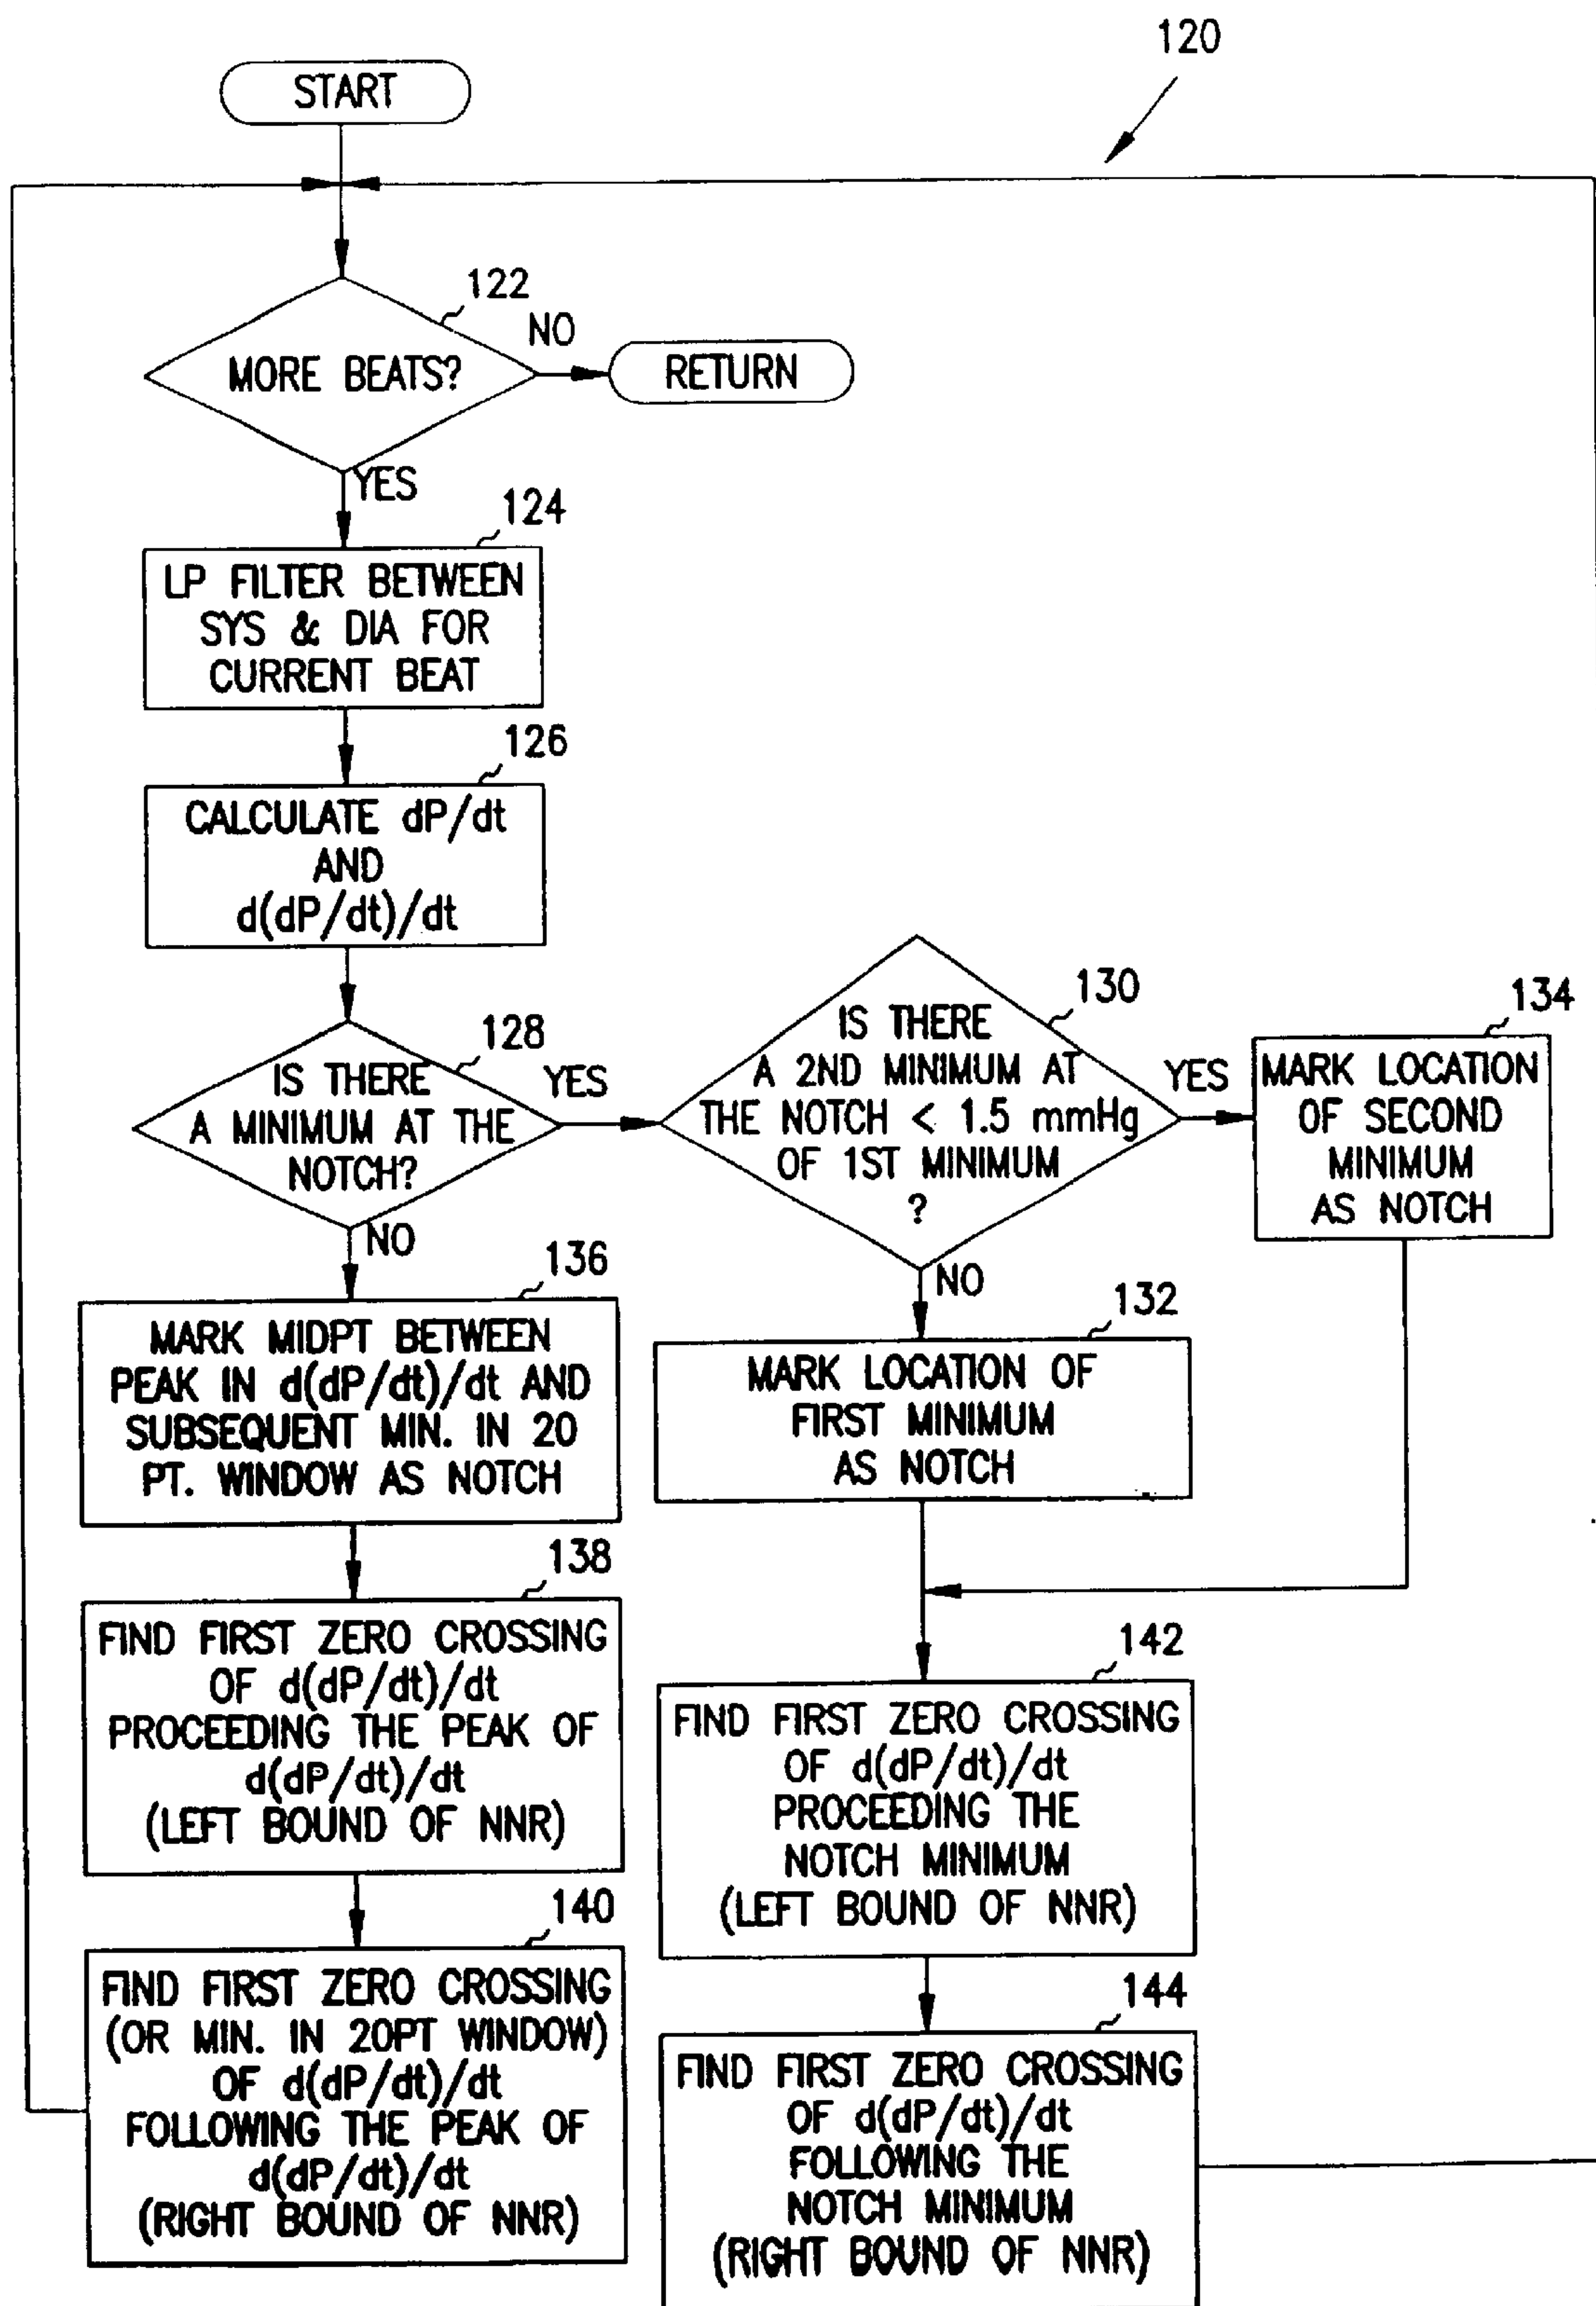 120
START
122
MORE BEATS?
NO
RETURN
YES
124
LP FILTER BETWEEN
SYS & DIA FOR
CURRENT BEAT
126
CALCULATE dP/dt
AND
d(dP/dt)/dt
128
IS THERE
A MINIMUM AT THE
NOTCH?
YES
NO
130
IS THERE
A 2ND MINIMUM AT
THE NOTCH < 1.5 mmHg
OF 1ST MINIMUM
?
YES
NO
134
MARK LOCATION
OF SECOND
MINIMUM
AS NOTCH
136
MARK MIDPT BETWEEN
PEAK IN d(dP/dt)/dt AND
SUBSEQUENT MIN. IN 20
PT. WINDOW AS NOTCH
132
MARK LOCATION OF
FIRST MINIMUM
AS NOTCH
138
FIND FIRST ZERO CROSSING
OF d(dP/dt)/dt
PROCEEDING THE PEAK OF
d(dP/dt)/dt
(LEFT BOUND OF NNR)
142
FIND FIRST ZERO CROSSING
OF d(dP/dt)/dt
PROCEEDING THE
NOTCH MINIMUM
(LEFT BOUND OF NNR)
140
FIND FIRST ZERO CROSSING
(OR MIN. IN 20PT WINDOW)
OF d(dP/dt)/dt
FOLLOWING THE PEAK OF
d(dP/dt)/dt
(RIGHT BOUND OF NNR)
144
FIND FIRST ZERO CROSSING
OF d(dP/dt)/dt
FOLLOWING THE
NOTCH MINIMUM
(RIGHT BOUND OF NNR)